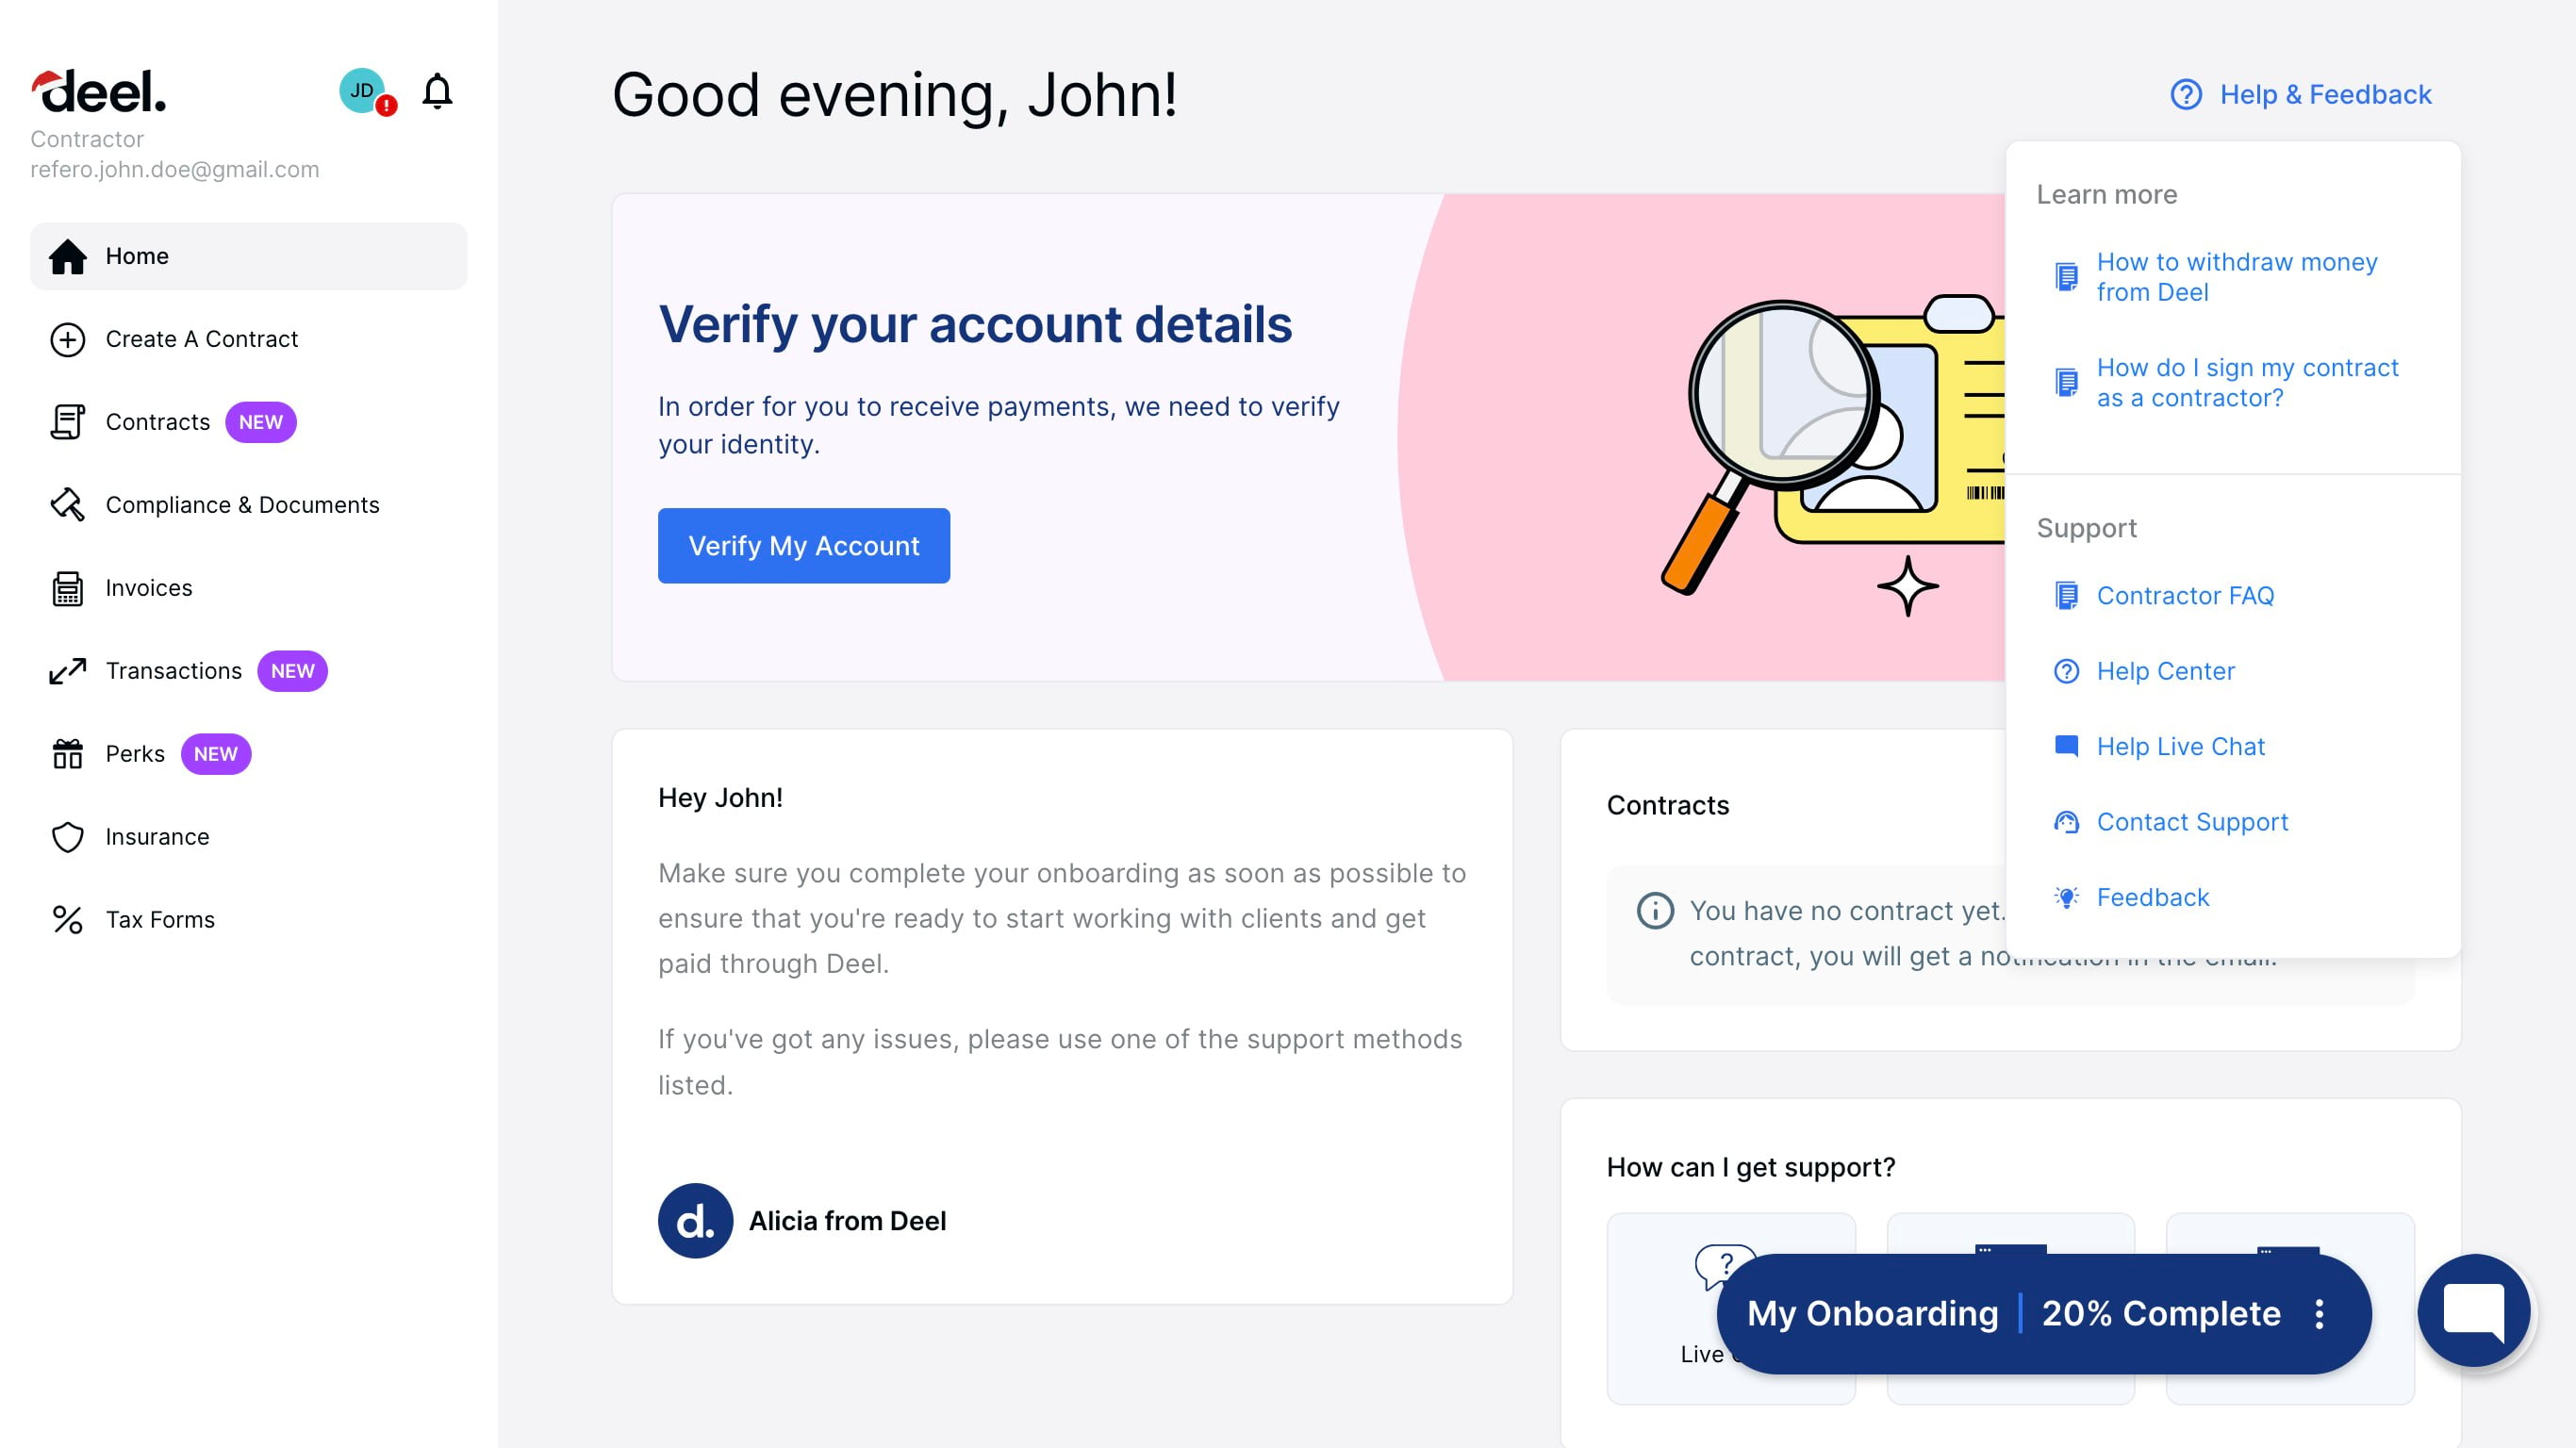 deel.
JD
Contractor
refero.john.doe@gmail.com
Home
Create A Contract
Contracts NEW
Compliance & Documents
Invoices
Transactions NEW
Perks NEW
Insurance
Tax Forms
Good evening, John!
Help & Feedback
Verify your account details
In order for you to receive payments, we need to verify
your identity.
Verify My Account
Learn more
How to withdraw money
from Deel
How do I sign my contract
as a contractor?
Support
Contractor FAQ
Help Center
Help Live Chat
Contact Support
Feedback
Hey John!
Make sure you complete your onboarding as soon as possible to
ensure that you're ready to start working with clients and get
paid through Deel.
If you've got any issues, please use one of the support methods
listed.
d.
Alicia from Deel
Contracts
You have no contract yet.
contract, you will get a notification in the email.
How can I get support?
?
Live
My Onboarding | 20% Complete